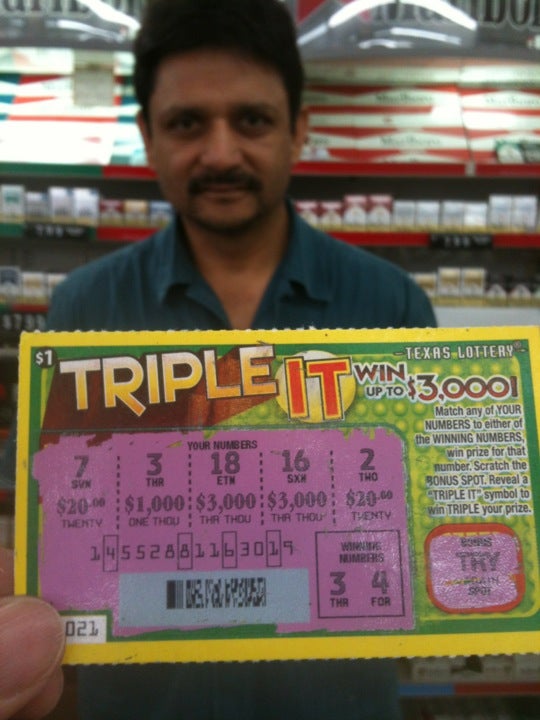 $1
TRIPLE IT
TEXAS LOTTERY
WIN UP TO $3,000!
Match any of YOUR
NUMBERS to either of
the WINNING NUMBERS,
win prize for that
number. Scratch the
BONUS SPOT. Reveal a
"TRIPLE IT" symbol to
win TRIPLE your prize.
YOUR NUMBERS
7 3 18 16 2
SVN THR ETN SXN TWO
$20.00 $1,000 $3,000 $3,000 $20.00
TWENTY ONE THOU THR THOU THR THOU TWENTY
14552881163019
WINNING
NUMBERS
3 4
THR FOR
TRY
SPOT
021